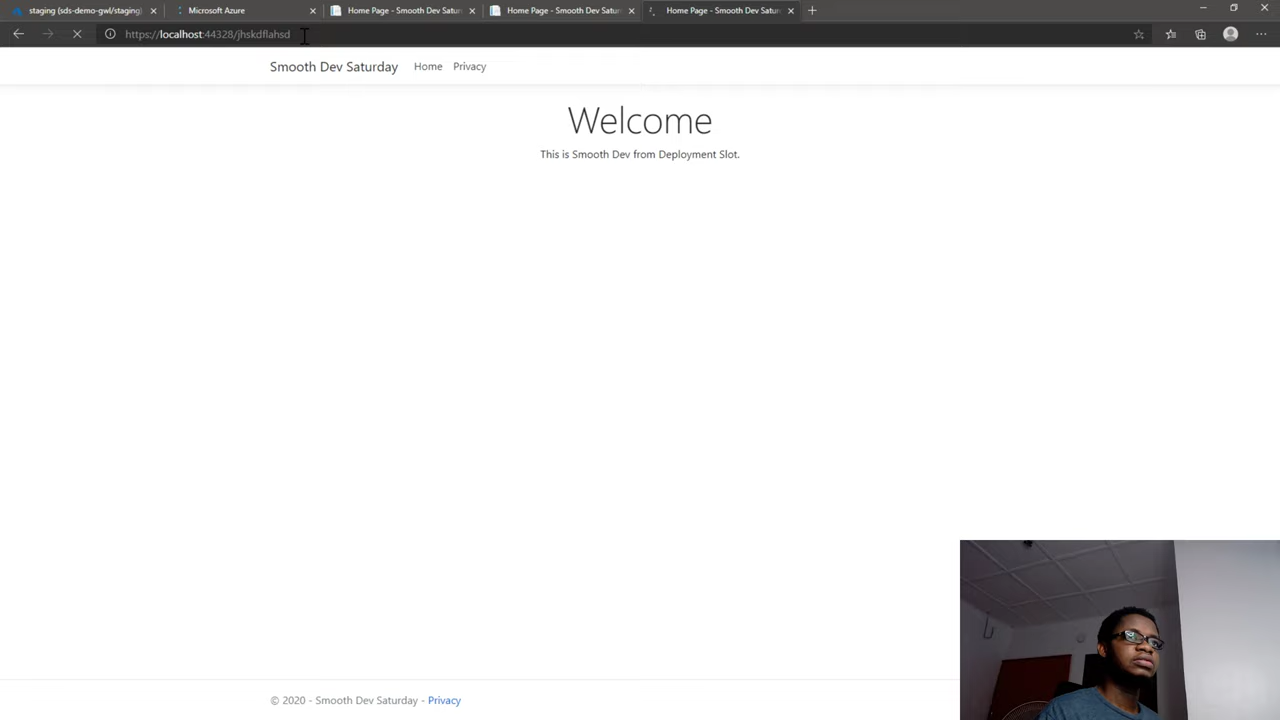 staging (sds-demo-gwl/staging)
Microsoft Azure
Home Page - Smooth Dev Satur
Home Page - Smooth Dev Satur
Home Page - Smooth Dev Satur
https://localhost:44328/jhskdflahsd
Smooth Dev Saturday Home Privacy
Welcome
This is Smooth Dev from Deployment Slot.
© 2020 - Smooth Dev Saturday - Privacy